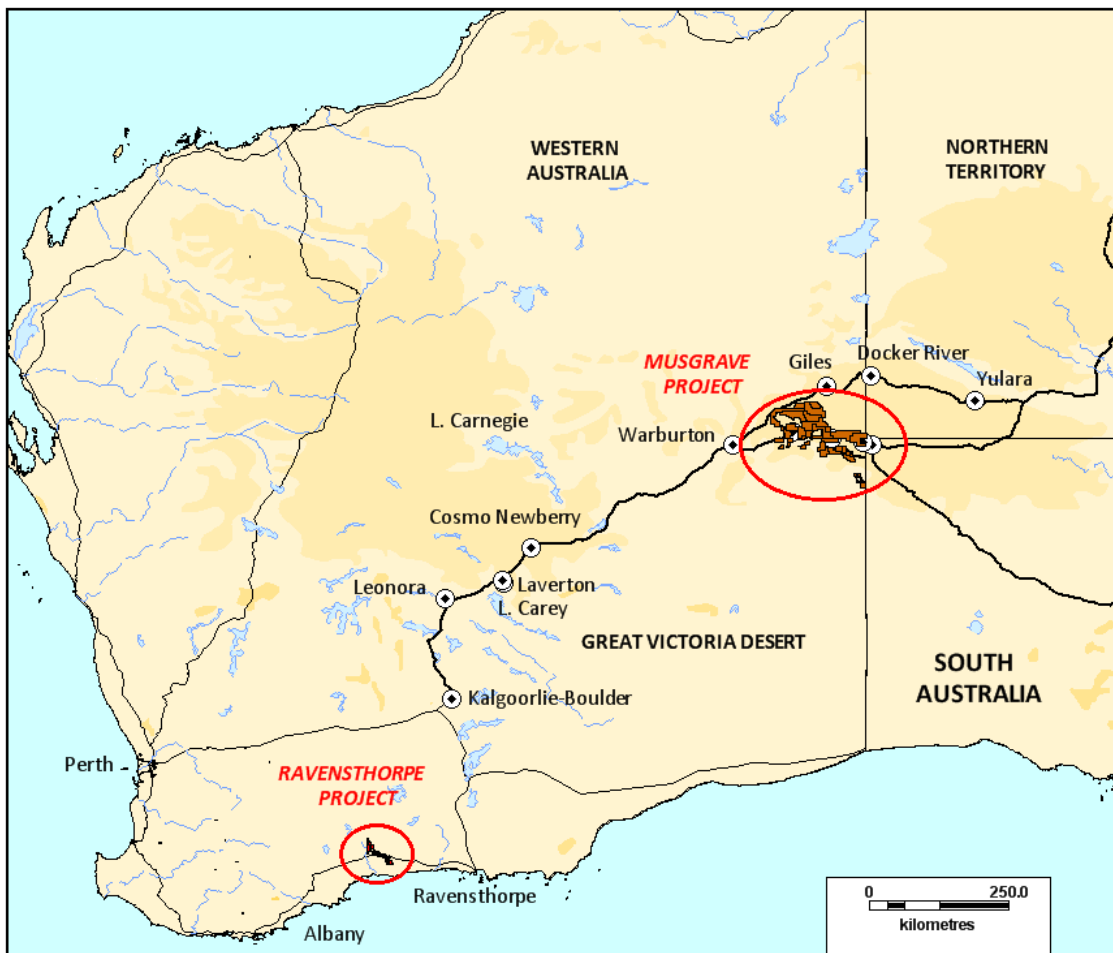 WESTERN
AUSTRALIA
NORTHERN
TERRITORY
MUSGRAVE
PROJECT
Giles
Docker River
Yulara
L. Carnegie
Warburton
Cosmo Newberry
Leonora
Laverton
L. Carey
GREAT VICTORIA DESERT
SOUTH
AUSTRALIA
Kalgoorlie-Boulder
Perth
RAVENSTHORPE
PROJECT
Ravensthorpe
Albany
0 250.0
kilometres